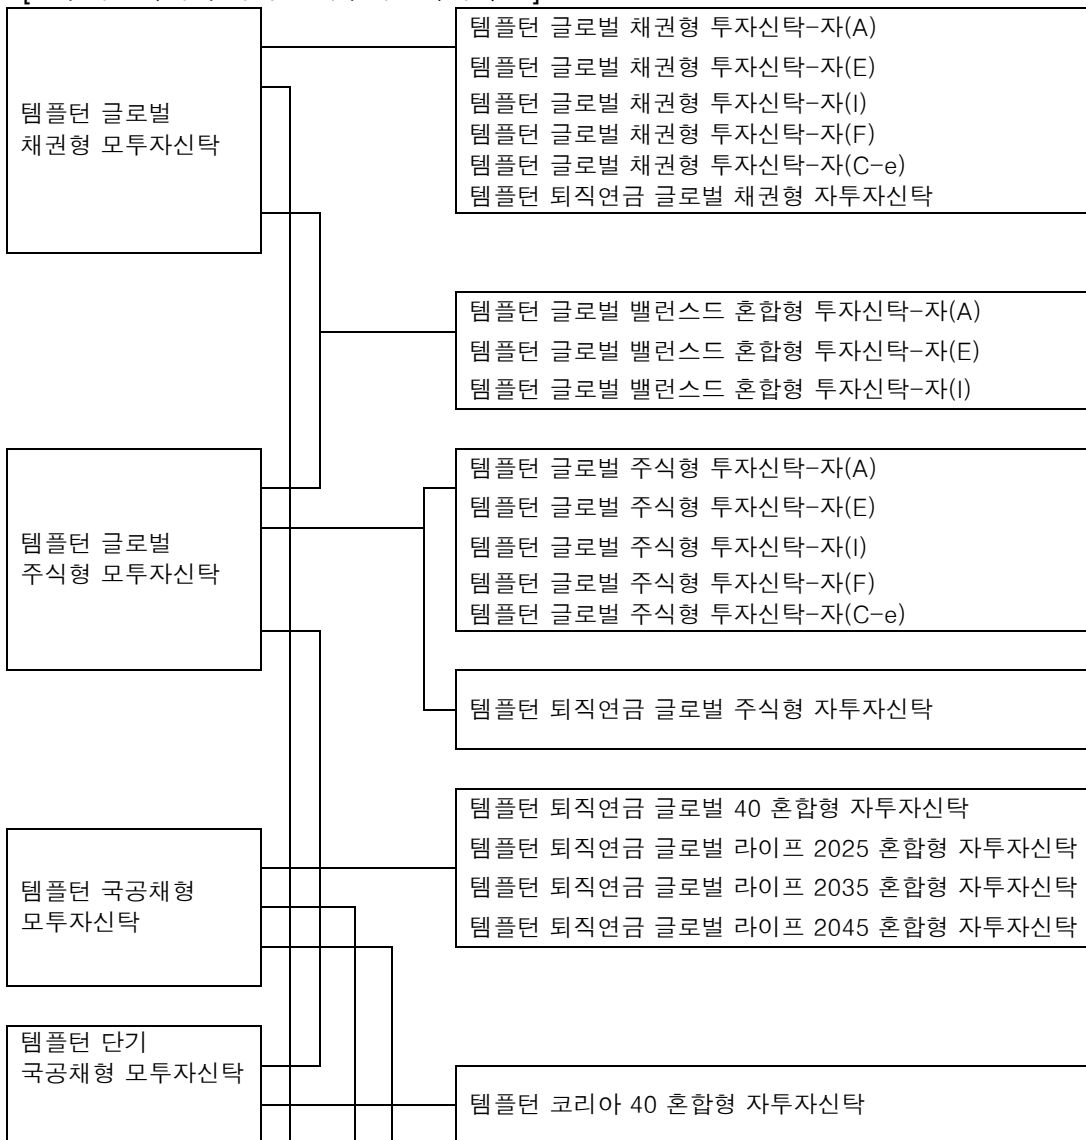 템플턴 글로벌
채권형 모투자신탁
템플턴 글로벌 채권형 투자신탁-자(A)
템플턴 글로벌 채권형 투자신탁-자(E)
템플턴 글로벌 채권형 투자신탁-자(I)
템플턴 글로벌 채권형 투자신탁-자(F)
템플턴 글로벌 채권형 투자신탁-자(C-e)
템플턴 퇴직연금 글로벌 채권형 자투자신탁
템플턴 글로벌 밸런스드 혼합형 투자신탁-자(A)
템플턴 글로벌 밸런스드 혼합형 투자신탁-자(E)
템플턴 글로벌 밸런스드 혼합형 투자신탁-자(I)
템플턴 글로벌
주식형 모투자신탁
템플턴 글로벌 주식형 투자신탁-자(A)
템플턴 글로벌 주식형 투자신탁-자(E)
템플턴 글로벌 주식형 투자신탁-자(I)
템플턴 글로벌 주식형 투자신탁-자(F)
템플턴 글로벌 주식형 투자신탁-자(C-e)
템플턴 퇴직연금 글로벌 주식형 자투자신탁
템플턴 국공채형
모투자신탁
템플턴 퇴직연금 글로벌 40 혼합형 자투자신탁
템플턴 퇴직연금 글로벌 라이프 2025 혼합형 자투자신탁
템플턴 퇴직연금 글로벌 라이프 2035 혼합형 자투자신탁
템플턴 퇴직연금 글로벌 라이프 2045 혼합형 자투자신탁
템플턴 단기
국공채형 모투자신탁
템플턴 코리아 40 혼합형 자투자신탁